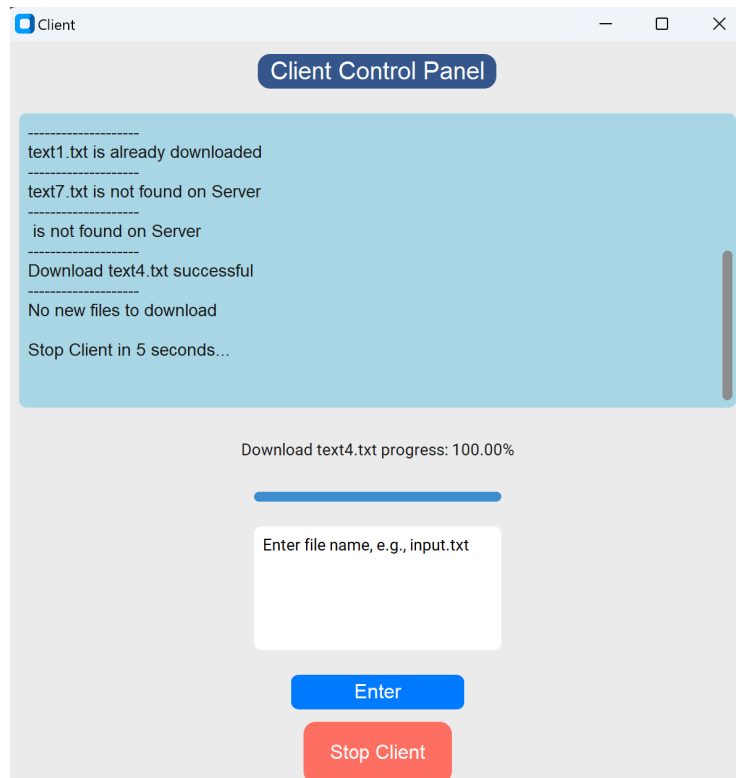 Client
Client Control Panel
--------------------
text1.txt is already downloaded
--------------------
text7.txt is not found on Server
--------------------
 is not found on Server
--------------------
Download text4.txt successful
--------------------
No new files to download
Stop Client in 5 seconds...
Download text4.txt progress: 100.00%
Enter file name, e.g., input.txt
Enter
Stop Client